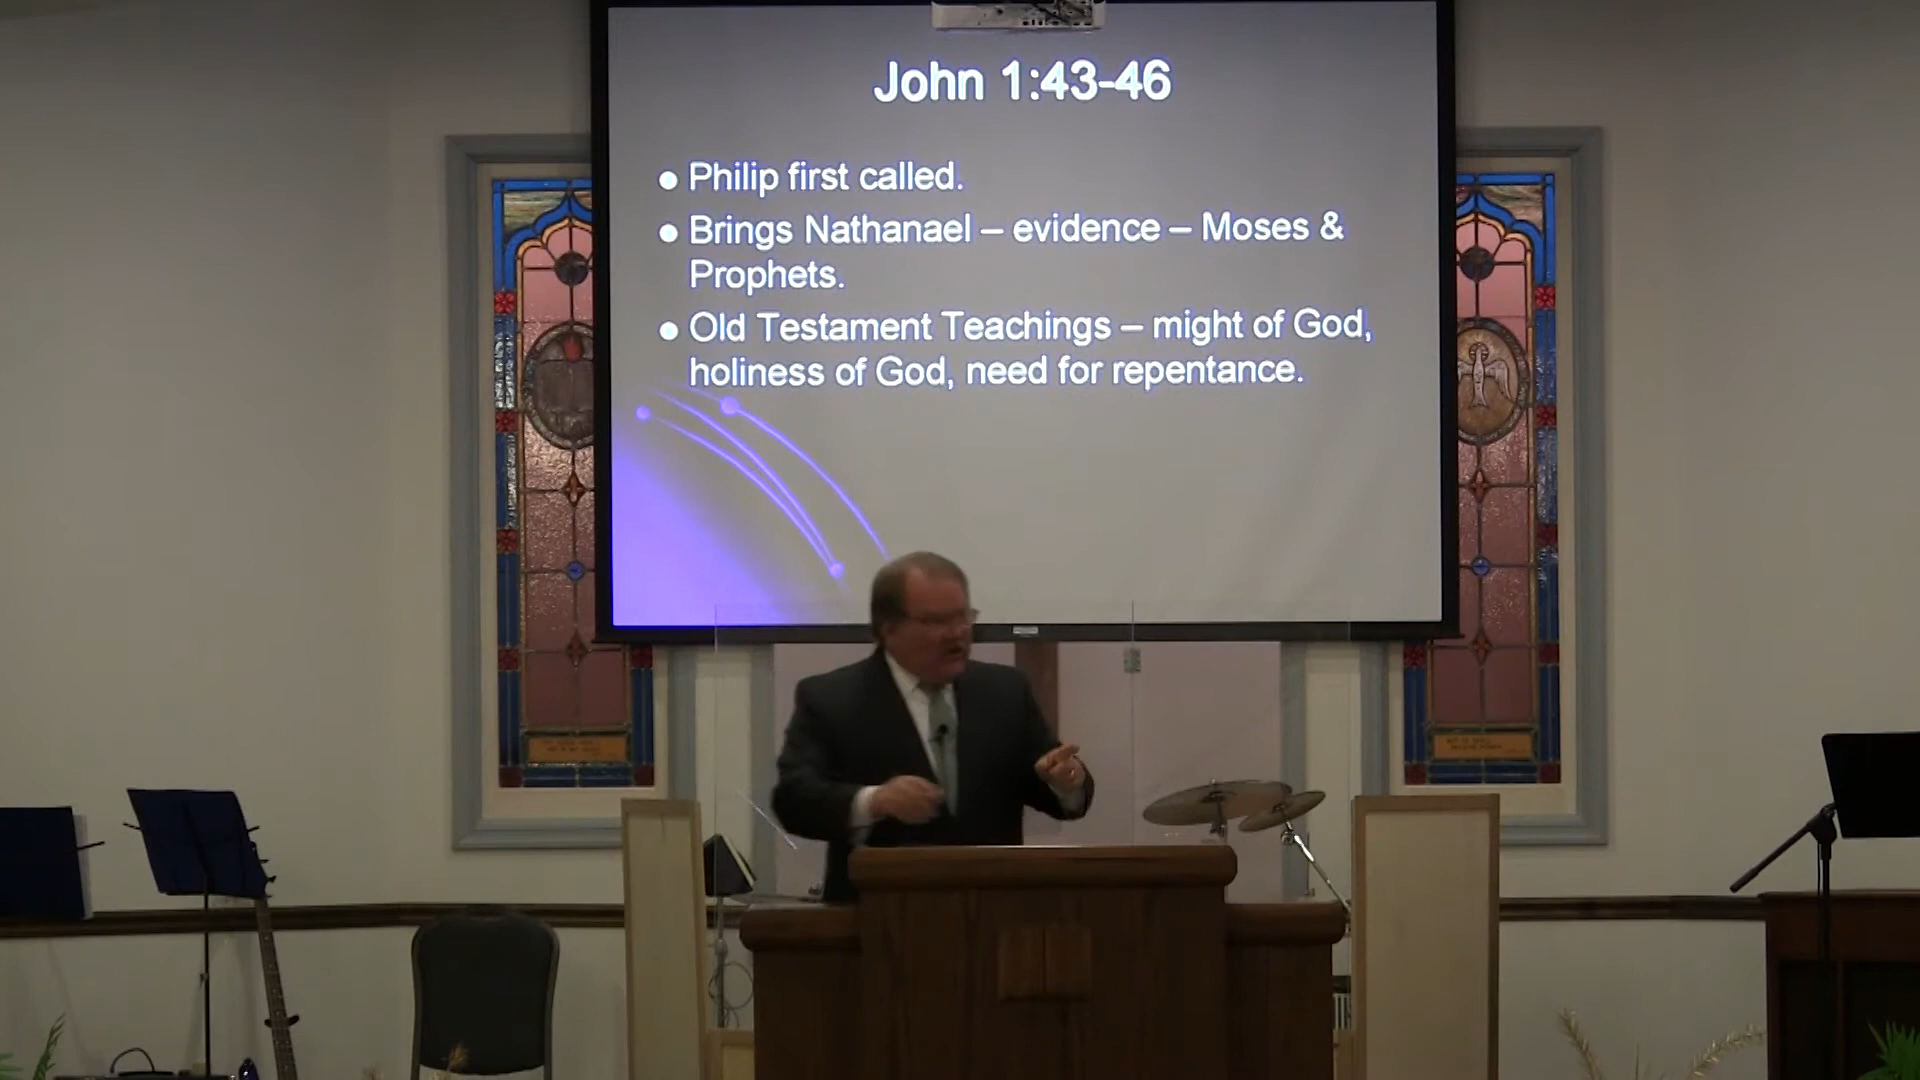 John 1:43-46
● Philip first called.
● Brings Nathanael – evidence – Moses &
Prophets.
● Old Testament Teachings – might of God,
holiness of God, need for repentance.